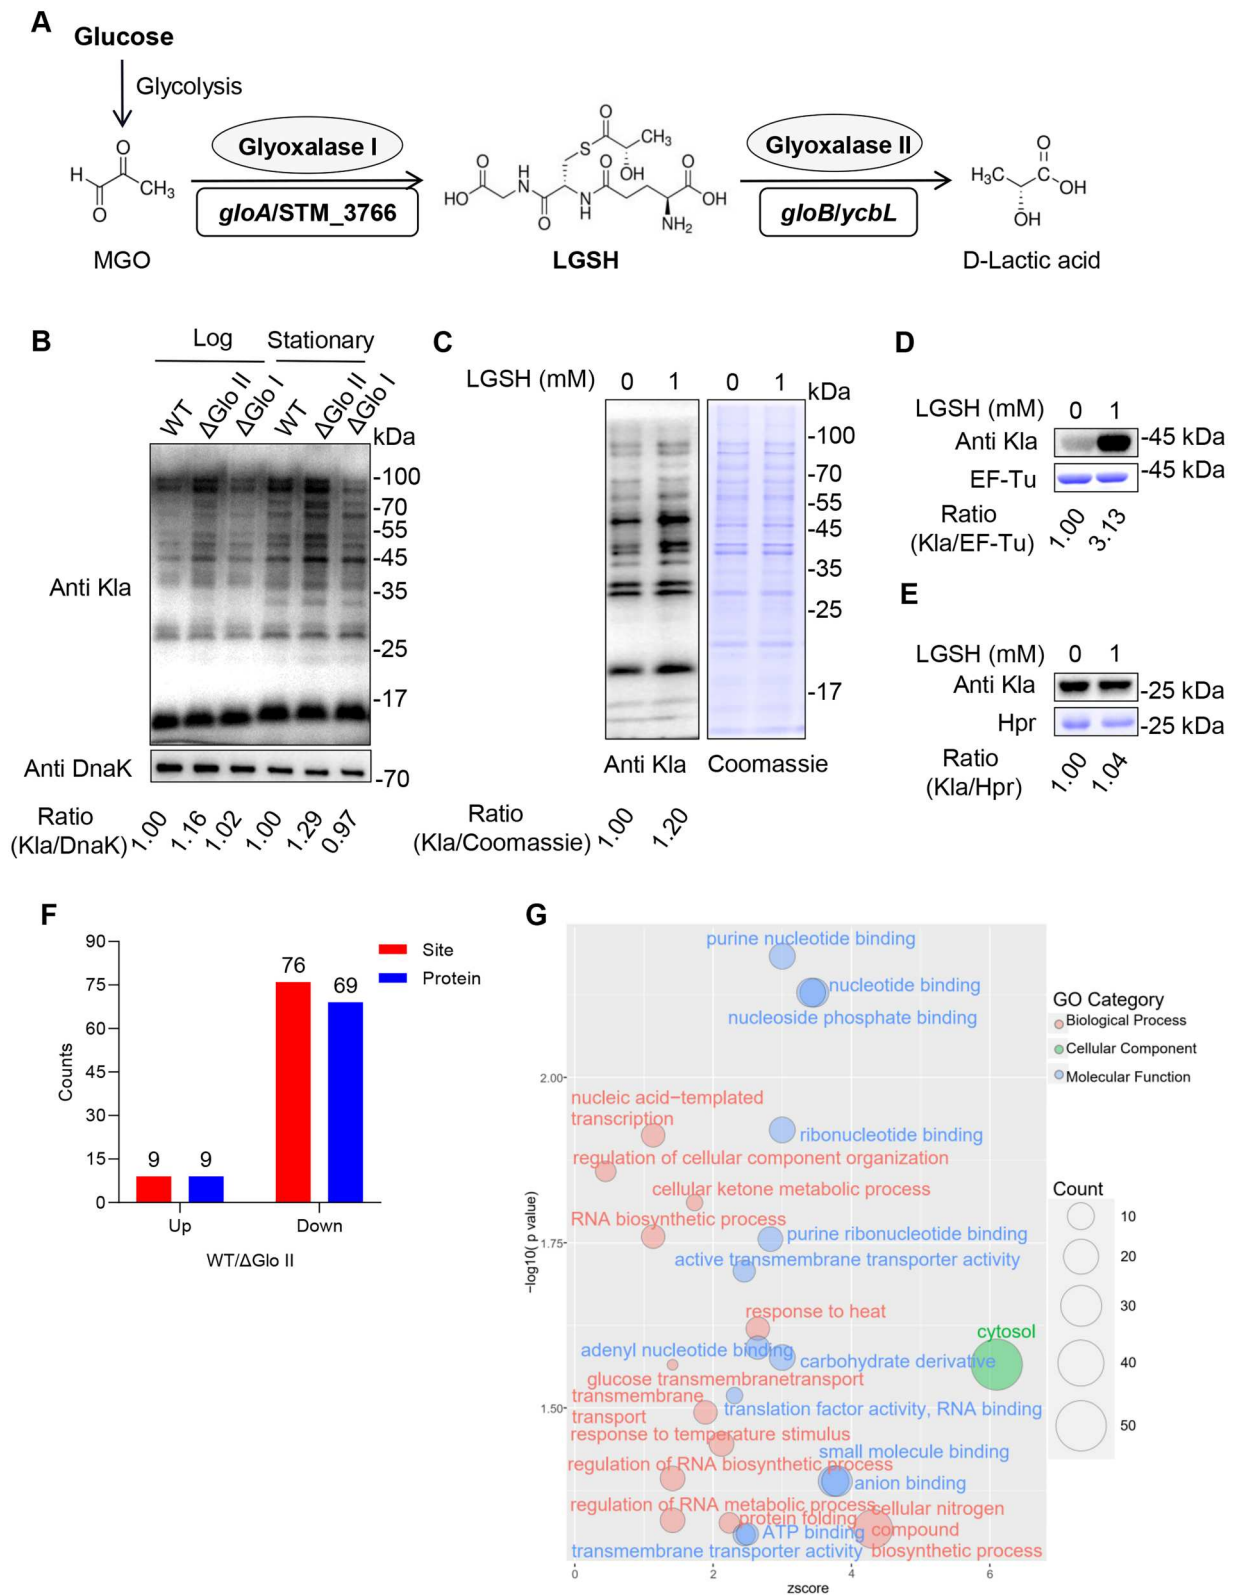 A
Glucose
Glycolysis
Glyoxalase I
gloA/STM_3766
MGO
H
O
O
CH₃
HO
O
N
H
O
S
O
CH₃
OH
N
H
O
O
OH
NH₂
LGSH
Glyoxalase II
gloB/ycbL
H₃C
O
OH
OH
D-Lactic acid
B
Log
Stationary
WT
ΔGlo II
ΔGlo I
WT
ΔGlo II
ΔGlo I
kDa
-100
-70
-55
-45
-35
-25
-17
Anti Kla
Anti DnaK
-70
Ratio
(Kla/DnaK)
1.00
1.16
1.02
1.00
1.29
0.97
C
LGSH (mM)
0 1 0 1
kDa
-100
-70
-55
-45
-35
-25
-17
Anti Kla
Coomassie
Ratio
(Kla/Coomassie)
1.00
1.20
D
LGSH (mM) 0 1
Anti Kla
-45 kDa
EF-Tu
-45 kDa
Ratio
(Kla/EF-Tu)
1.00
3.13
E
LGSH (mM) 0 1
Anti Kla
-25 kDa
Hpr
-25 kDa
Ratio
(Kla/Hpr)
1.00
1.04
F
90
75
60
45
30
15
0
Counts
9
9
76
69
Up
Down
WT/ΔGlo II
Site
Protein
G
purine nucleotide binding
nucleotide binding
nucleoside phosphate binding
nucleic acid−templated
transcription
ribonucleotide binding
regulation of cellular component organization
cellular ketone metabolic process
RNA biosynthetic process
purine ribonucleotide binding
active transmembrane transporter activity
response to heat
cytosol
adenyl nucleotide binding
carbohydrate derivative
glucose transmembranetransport
transmembrane
transport
translation factor activity, RNA binding
response to temperature stimulus
small molecule binding
regulation of RNA biosynthetic process
anion binding
regulation of RNA metabolic process
cellular nitrogen
protein folding
ATP binding
compound
transmembrane transporter activity
biosynthetic process
2.00
1.75
1.50
−log10( p value)
0
2
4
6
zscore
GO Category
Biological Process
Cellular Component
Molecular Function
Count
10
20
30
40
50